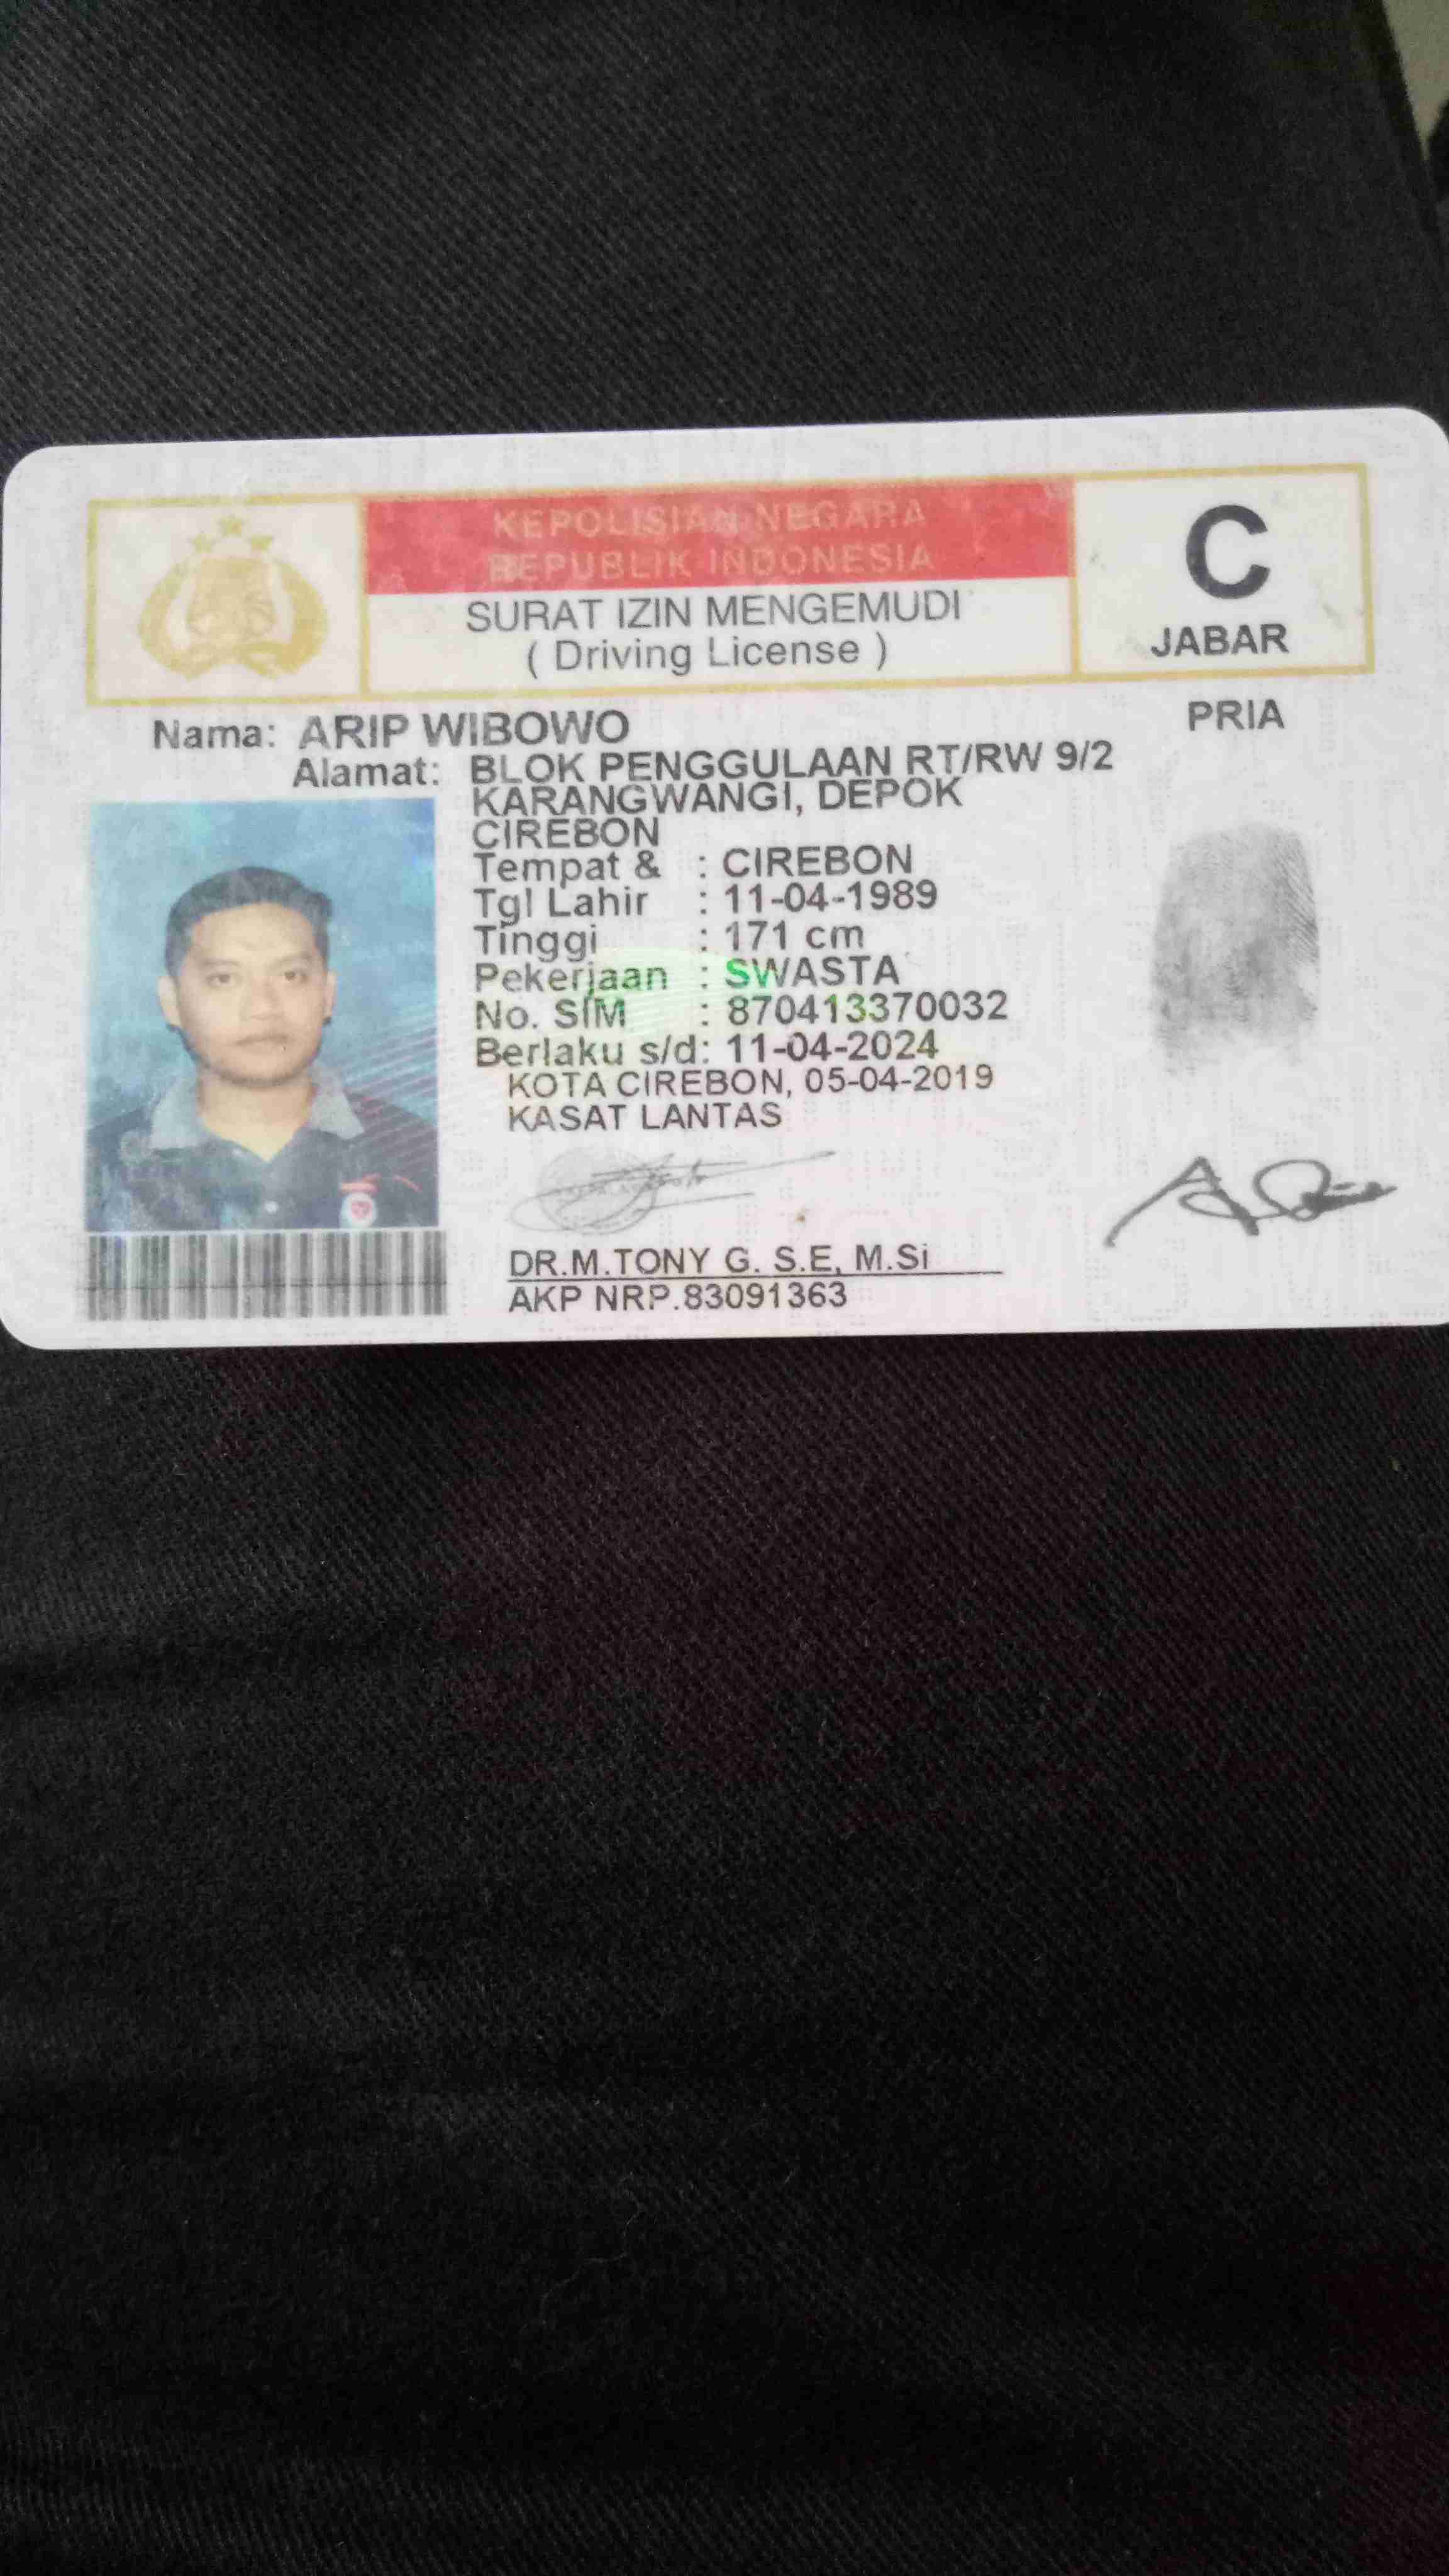 KEPOLISIAN NEGARA
REPUBLIK INDONESIA
SURAT IZIN MENGEMUDI
( Driving License )
C
JABAR
PRIA
Nama: ARIP WIBOWO
Alamat: BLOK PENGGULAAN RT/RW 9/2
KARANGWANGI, DEPOK
CIREBON
Tempat & : CIREBON
Tgl Lahir : 11-04-1989
Tinggi : 171 cm
Pekerjaan : SWASTA
No. SIM : 870413370032
Berlaku s/d: 11-04-2024
KOTA CIREBON, 05-04-2019
KASAT LANTAS
DR.M.TONY G. S.E, M.Si
AKP NRP.83091363